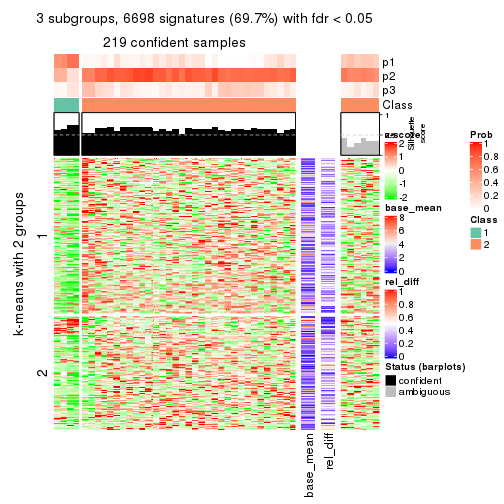 3 subgroups, 6698 signatures (69.7%) with fdr < 0.05
219 confident samples
p1
p2
p3
Class
1
Silhouette
score
z-score
2
1
0
-1
-2
Prob
1
0.8
0.6
0.4
0.2
0
base_mean
8
6
4
2
0
Class
1
2
rel_diff
1
0.8
0.6
0.4
0.2
0
Status (barplots)
confident
ambiguous
k-means with 2 groups
1
2
base_mean
rel_diff